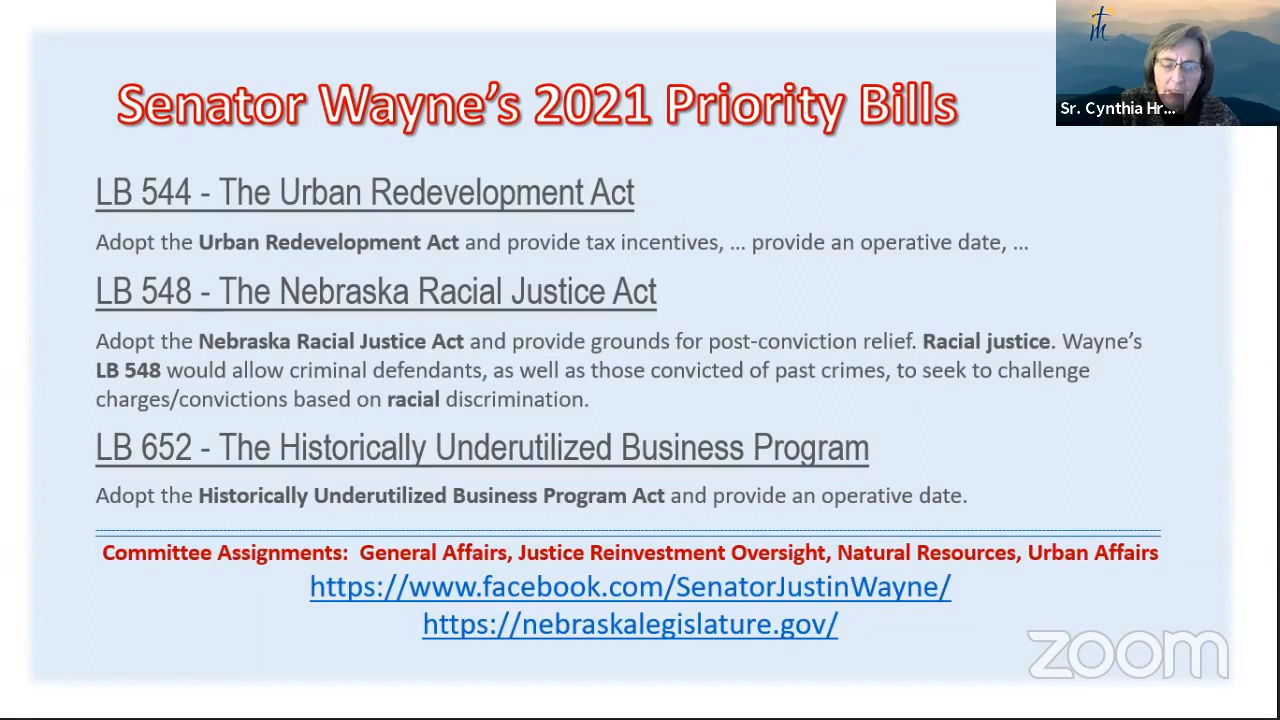 Senator Wayne's 2021 Priority Bills
Sr. Cynthia Hr...
LB 544 - The Urban Redevelopment Act
Adopt the Urban Redevelopment Act and provide tax incentives, ... provide an operative date, ...
LB 548 - The Nebraska Racial Justice Act
Adopt the Nebraska Racial Justice Act and provide grounds for post-conviction relief. Racial justice. Wayne's
LB 548 would allow criminal defendants, as well as those convicted of past crimes, to seek to challenge
charges/convictions based on racial discrimination.
LB 652 - The Historically Underutilized Business Program
Adopt the Historically Underutilized Business Program Act and provide an operative date.
Committee Assignments: General Affairs, Justice Reinvestment Oversight, Natural Resources, Urban Affairs
https://www.facebook.com/SenatorJustinWayne/
https://nebraskalegislature.gov/
zoom